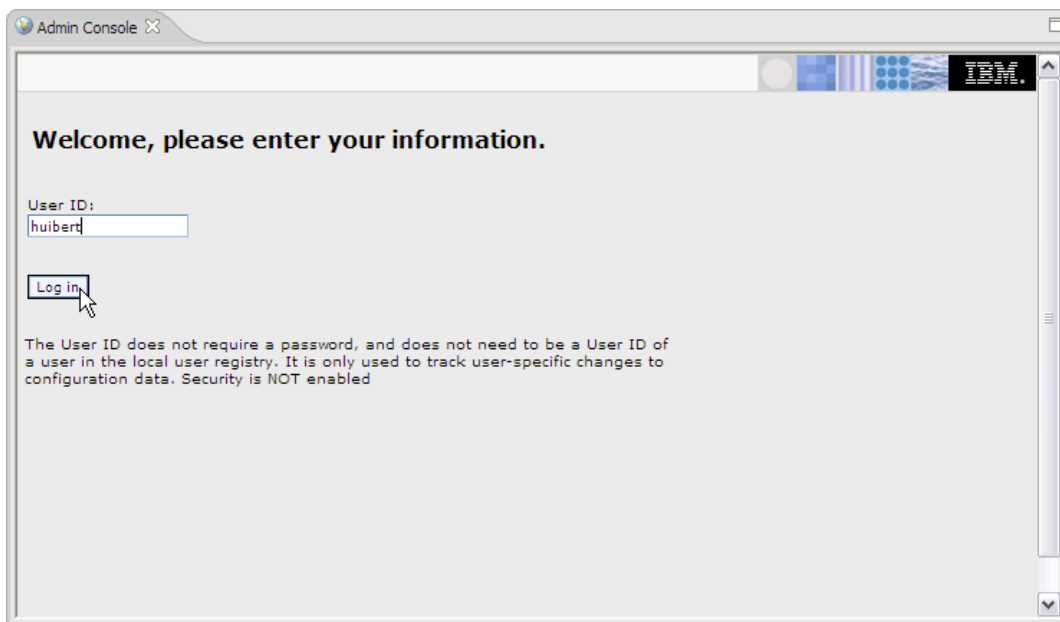 Admin Console
IBM.
Welcome, please enter your information.
User ID:
huibert
Log in
The User ID does not require a password, and does not need to be a User ID of
a user in the local user registry. It is only used to track user-specific changes to
configuration data. Security is NOT enabled